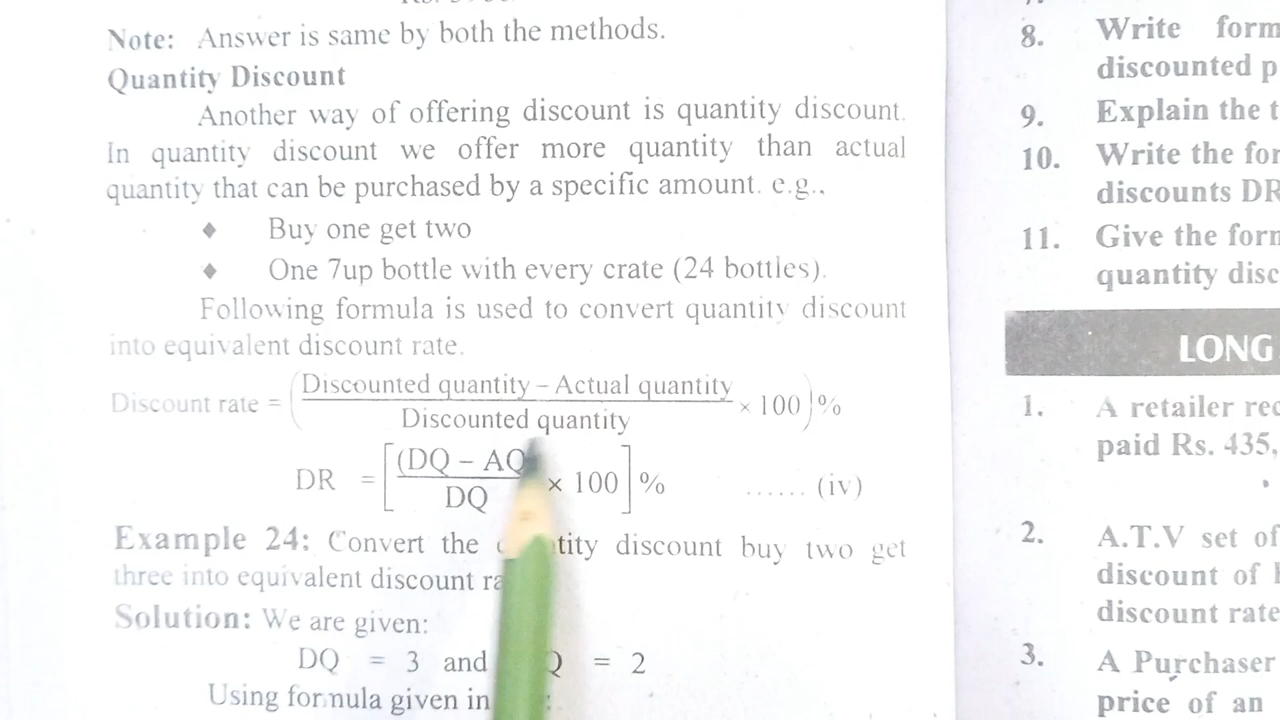 Note: Answer is same by both the methods.
Quantity Discount
Another way of offering discount is quantity discount.
In quantity discount we offer more quantity than actual
quantity that can be purchased by a specific amount. e.g.,
♦ Buy one get two
♦ One 7up bottle with every crate (24 bottles).
Following formula is used to convert quantity discount
into equivalent discount rate.
Discount rate = (Discounted quantity – Actual quantity / Discounted quantity × 100)%
DR = [(DQ – AQ / DQ × 100]% ...... (iv)
Example 24: Convert the tity discount buy two get
three into equivalent discount ra
Solution: We are given:
DQ = 3 and Q = 2
Using formula given in :
8. Write form
discounted p
9. Explain the t
10. Write the for
discounts DR
11. Give the form
quantity disc
LONG
1. A retailer rec
paid Rs. 435,
2. A.T.V set of
discount of
discount rate
3. A Purchaser
price of an